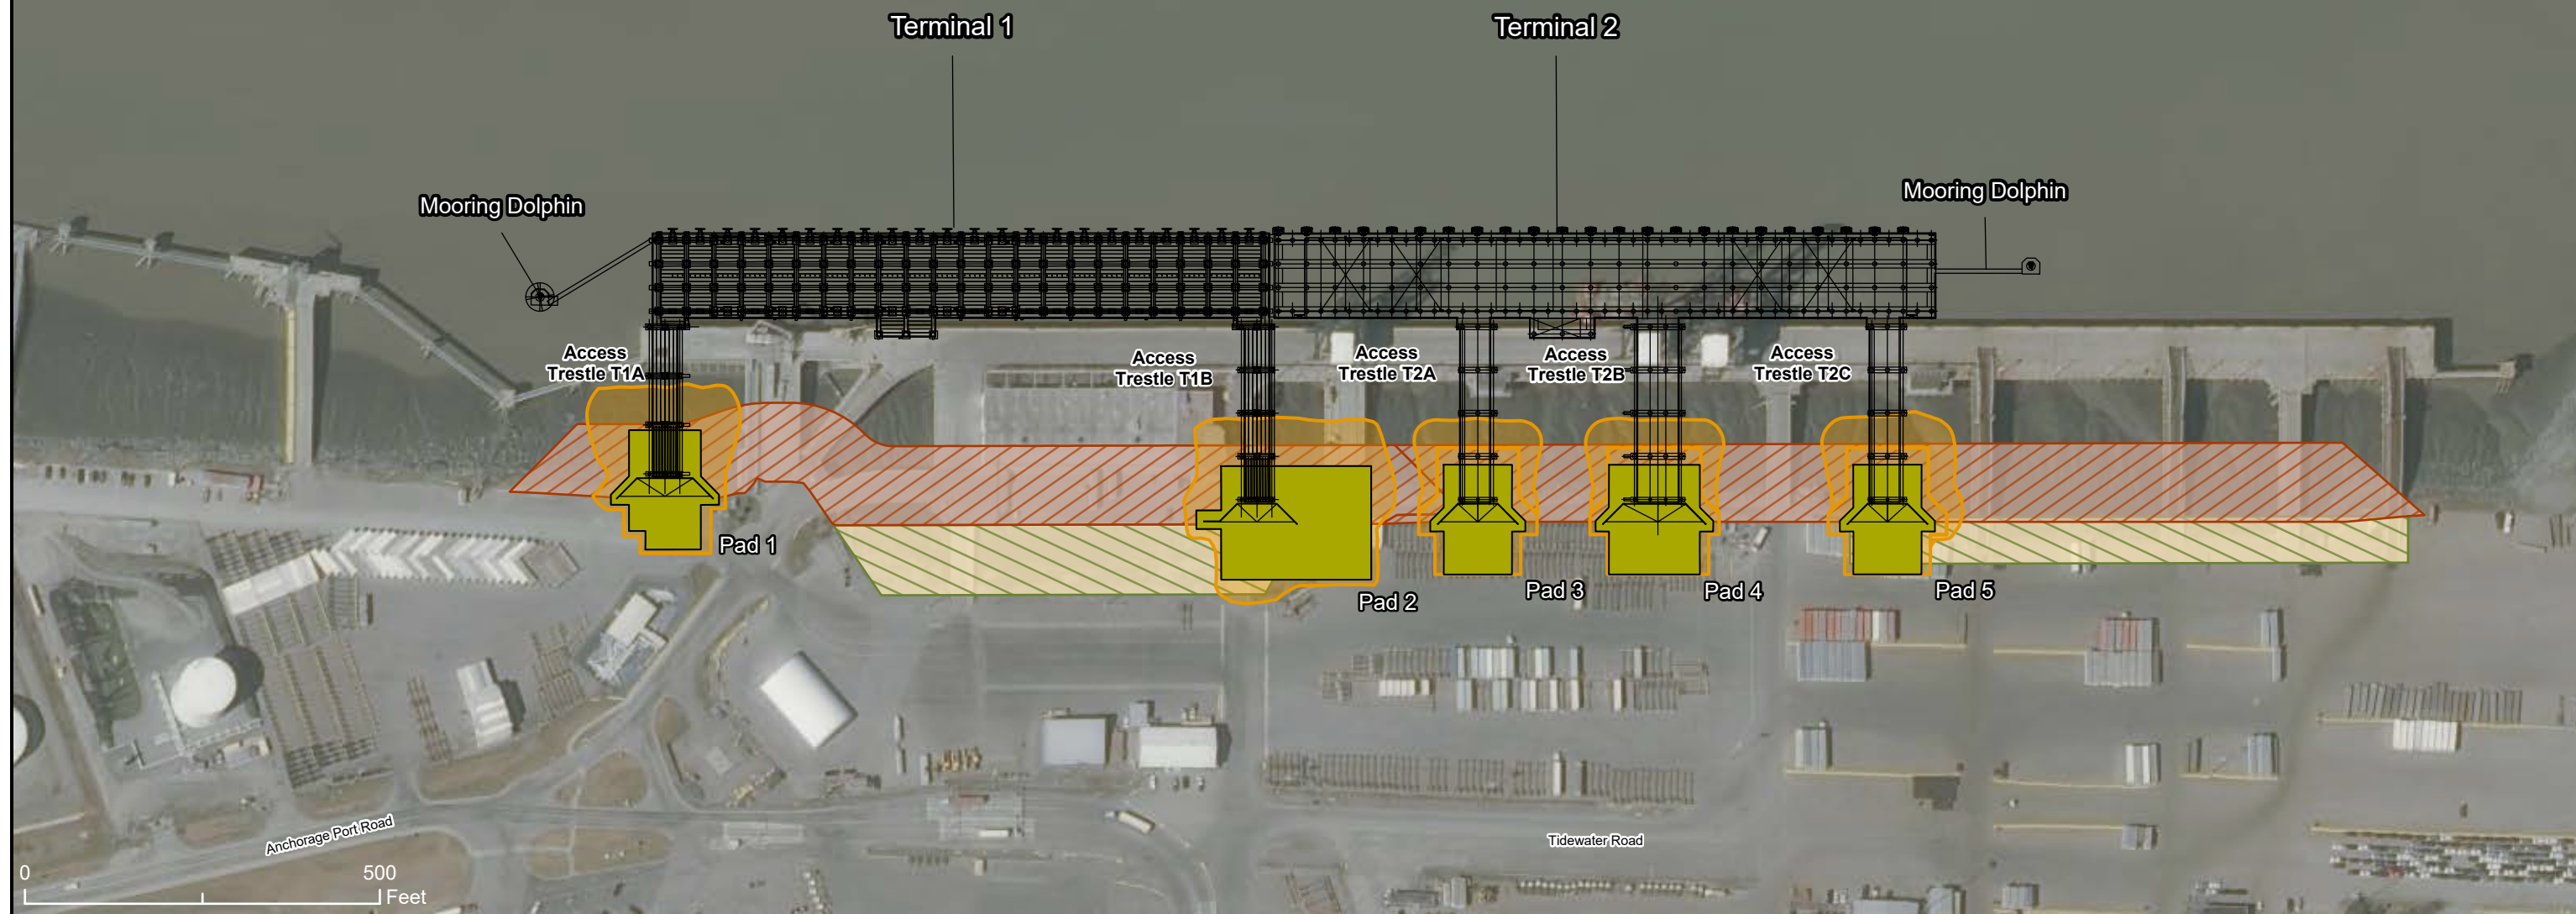 Terminal 1
Terminal 2
Mooring Dolphin
Mooring Dolphin
Access
Trestle T1A
Access
Trestle T1B
Access
Trestle T2A
Access
Trestle T2B
Access
Trestle T2C
Pad 1
Pad 2
Pad 3
Pad 4
Pad 5
Anchorage Port Road
Tidewater Road
0
500
Feet